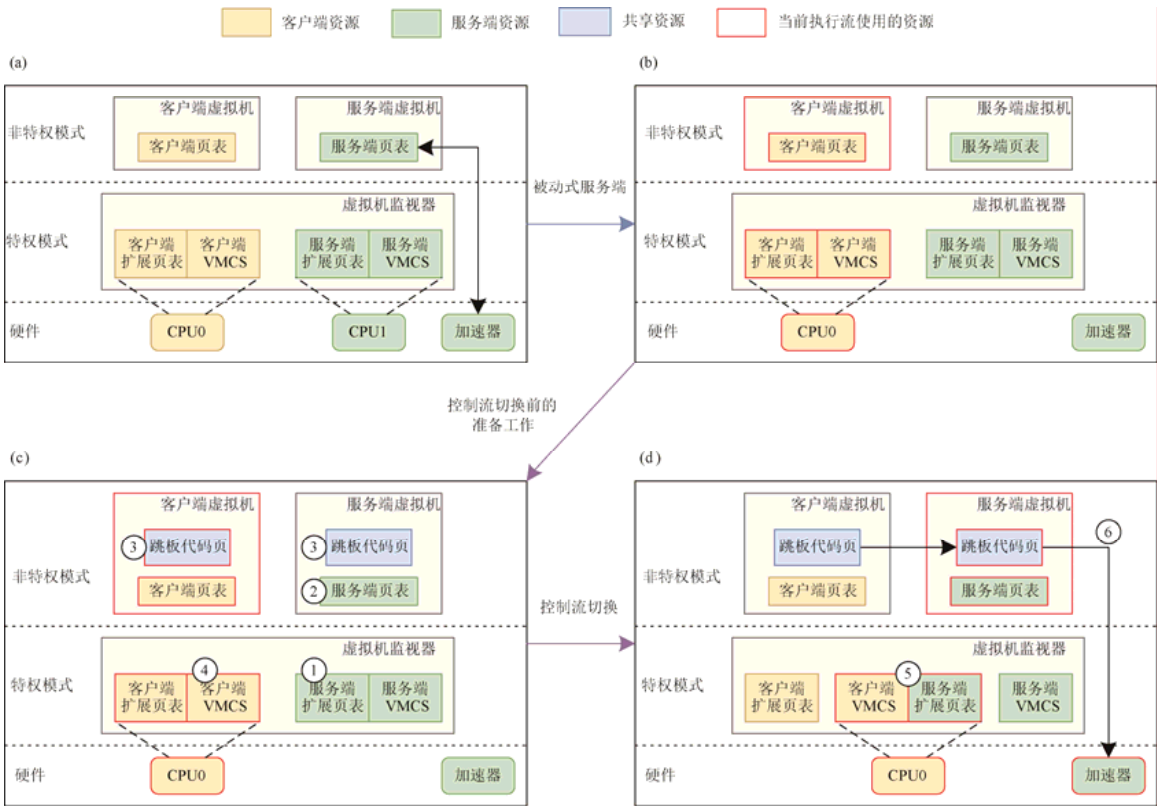 客户端资源
服务端资源
共享资源
当前执行流使用的资源
(a)
客户端虚拟机
服务端虚拟机
非特权模式
客户端页表
服务端页表
虚拟机监视器
特权模式
客户端
扩展页表
客户端
VMCS
服务端
扩展页表
服务端
VMCS
硬件
CPU0
CPU1
加速器
被动式服务端
(b)
客户端虚拟机
服务端虚拟机
非特权模式
客户端页表
服务端页表
虚拟机监视器
特权模式
客户端
扩展页表
客户端
VMCS
服务端
扩展页表
服务端
VMCS
硬件
CPU0
加速器
控制流切换前的
准备工作
(c)
客户端虚拟机
服务端虚拟机
③
跳板代码页
③
跳板代码页
非特权模式
客户端页表
②
服务端页表
虚拟机监视器
④
①
特权模式
客户端
扩展页表
客户端
VMCS
服务端
扩展页表
服务端
VMCS
硬件
CPU0
加速器
控制流切换
(d)
客户端虚拟机
服务端虚拟机
⑥
跳板代码页
跳板代码页
非特权模式
客户端页表
服务端页表
虚拟机监视器
⑤
特权模式
客户端
扩展页表
客户端
VMCS
服务端
扩展页表
服务端
VMCS
硬件
CPU0
加速器